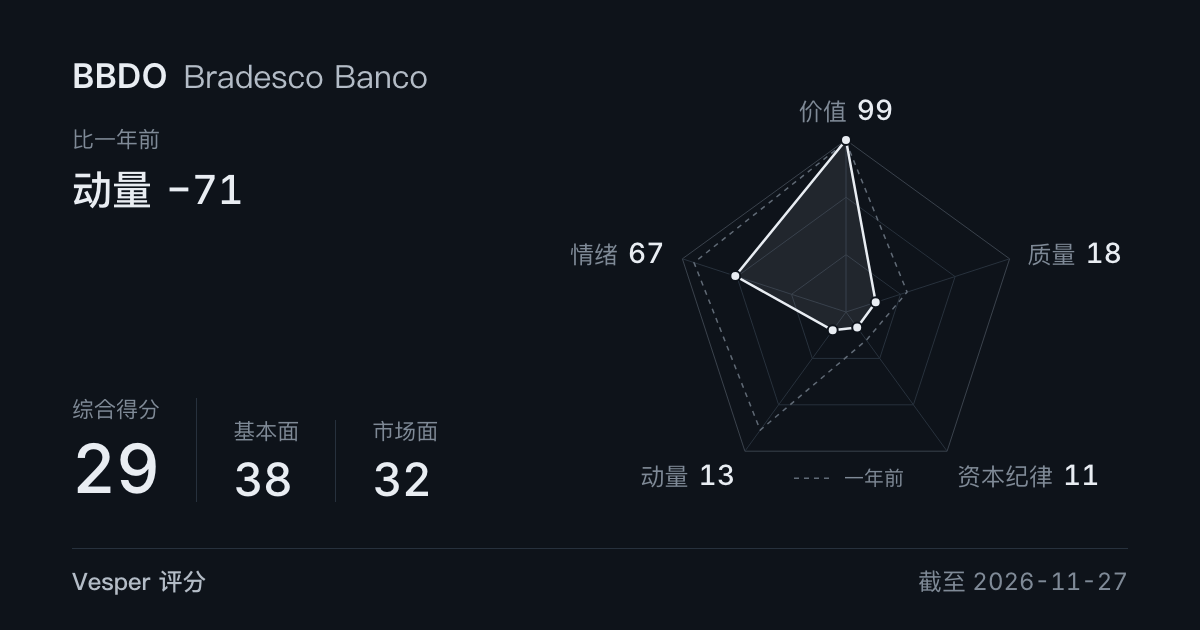 BBDO Bradesco Banco
比一年前
动量 −71
价值 99
情绪 67
质量 18
动量 13
---- 一年前
资本纪律 11
综合得分
29
基本面
38
市场面
32
Vesper 评分
截至 2026-11-27